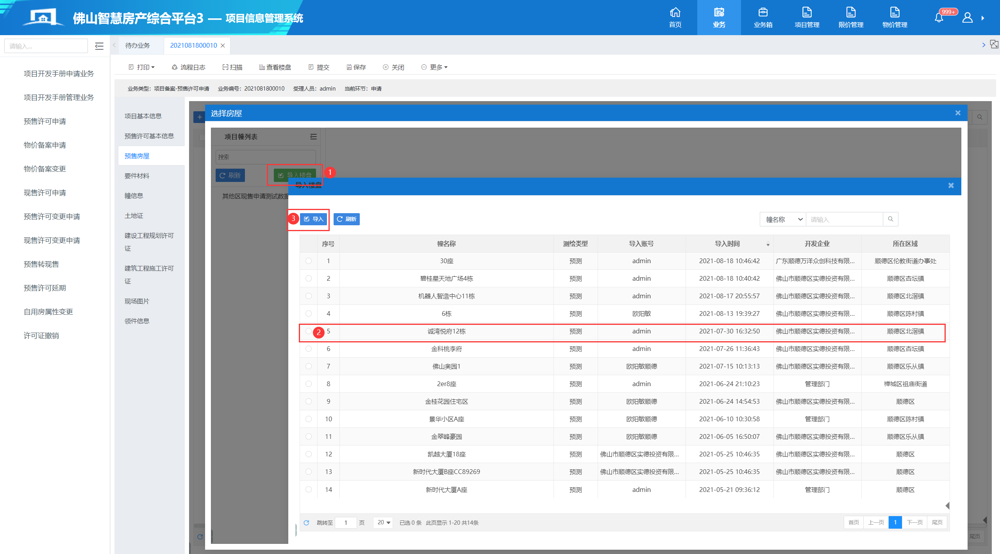 佛山智慧房产综合平台3 — 项目信息管理系统
首页 业务 业务箱 项目管理 限价管理 物价管理 999+
请输入...
待办业务 2021081800010
打印 流程日志 扫描 查看楼盘 提交 保存 关闭 更多
业务类型：项目备案-预售许可申请 业务编号：2021081800010 受理人员：admin 当前环节：申请
项目开发手册申请业务
项目开发手册管理业务
预售许可申请
物价备案申请
物价备案变更
现售许可申请
预售许可变更申请
现售许可变更申请
预售转现售
预售许可延期
自用房属性变更
许可证撤销
项目基本信息
预售许可基本信息
预售房屋
要件材料
幢信息
土地证
建设工程规划许可
证
建筑工程施工许可
证
现场图片
领件信息
选择房屋
项目幢列表
搜索
刷新 导入楼盘 1
其他区现售申请测试数据
导入楼盘
3 导入 刷新 幢名称 请输入
序号 幢名称 测绘类型 导入账号 导入时间 开发企业 所在区域
1 30座 预测 admin 2021-08-18 10:46:42 广东顺德万洋众创科技有限... 顺德区伦教街道办事处
2 碧桂星天地广场4栋 预测 admin 2021-08-18 10:40:42 佛山市顺德区实德投资有限... 顺德区杏坛镇
3 机器人智造中心11栋 预测 admin 2021-08-17 20:55:57 佛山市顺德区实德投资有限... 顺德区北滘镇
4 6栋 预测 欧阳敏 2021-08-13 19:39:27 佛山市顺德区实德投资有限... 顺德区陈村镇
2 5 诚湾悦府12栋 预测 admin 2021-07-30 16:32:50 佛山市顺德区实德投资有限... 顺德区北滘镇
6 金科桃李府 预测 admin 2021-07-26 11:36:43 佛山市顺德区实德投资有限... 顺德区杏坛镇
7 佛山奥园1 预测 欧阳敏顺德 2021-07-15 10:13:13 佛山市顺德区实德投资有限... 顺德区乐从镇
8 2er8座 预测 admin 2021-06-24 21:10:23 管理部门 禅城区祖庙街道
9 金桂花园住宅区 预测 欧阳敏顺德 2021-06-24 14:54:53 佛山市顺德区实德投资有限... 顺德区
10 景华小区A座 预测 欧阳敏顺德 2021-06-10 10:30:58 管理部门 顺德区陈村镇
11 金翠峰豪园 预测 欧阳敏顺德 2021-06-05 16:50:07 佛山市顺德区实德投资有限... 顺德区乐从镇
12 凯越大厦18座 预测 佛山市顺德区实德投资有限... 2021-05-25 10:46:35 佛山市顺德区实德投资有限... 顺德区
13 新时代大厦B座CC89269 预测 佛山市顺德区实德投资有限... 2021-05-25 10:46:35 佛山市顺德区实德投资有限... 顺德区
14 新时代大厦A座 预测 admin 2021-05-21 09:36:12 管理部门 顺德区
跳转至 1 页 20 已选 0 条 此页显示 1-20 共14条 首页 上一页 1 下一页 尾页
尾页